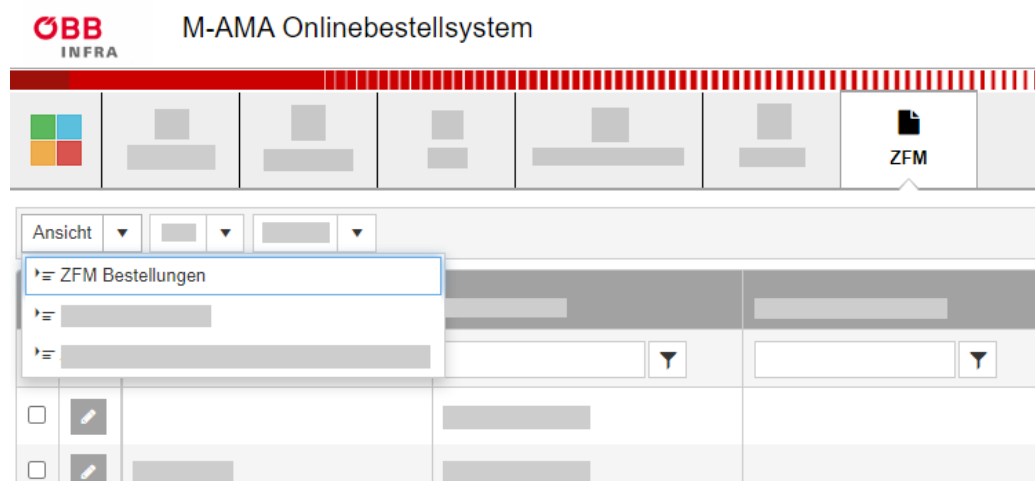 ÖBB
INFRA
M-AMA Onlinebestellsystem
ZFM
Ansicht
ZFM Bestellungen